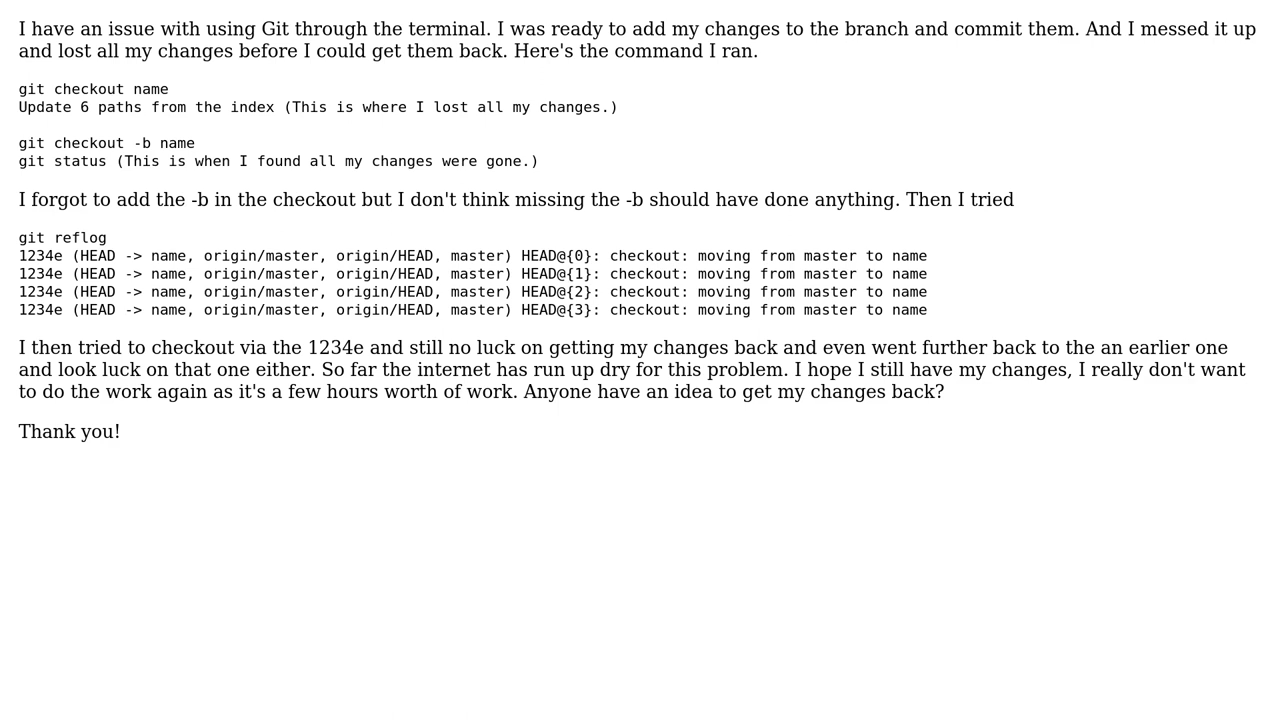 I have an issue with using Git through the terminal. I was ready to add my changes to the branch and commit them. And I messed it up
and lost all my changes before I could get them back. Here's the command I ran.
git checkout name
Update 6 paths from the index (This is where I lost all my changes.)
git checkout -b name
git status (This is when I found all my changes were gone.)
I forgot to add the -b in the checkout but I don't think missing the -b should have done anything. Then I tried
git reflog
1234e (HEAD -> name, origin/master, origin/HEAD, master) HEAD@{0}: checkout: moving from master to name
1234e (HEAD -> name, origin/master, origin/HEAD, master) HEAD@{1}: checkout: moving from master to name
1234e (HEAD -> name, origin/master, origin/HEAD, master) HEAD@{2}: checkout: moving from master to name
1234e (HEAD -> name, origin/master, origin/HEAD, master) HEAD@{3}: checkout: moving from master to name
I then tried to checkout via the 1234e and still no luck on getting my changes back and even went further back to the an earlier one
and look luck on that one either. So far the internet has run up dry for this problem. I hope I still have my changes, I really don't want
to do the work again as it's a few hours worth of work. Anyone have an idea to get my changes back?
Thank you!